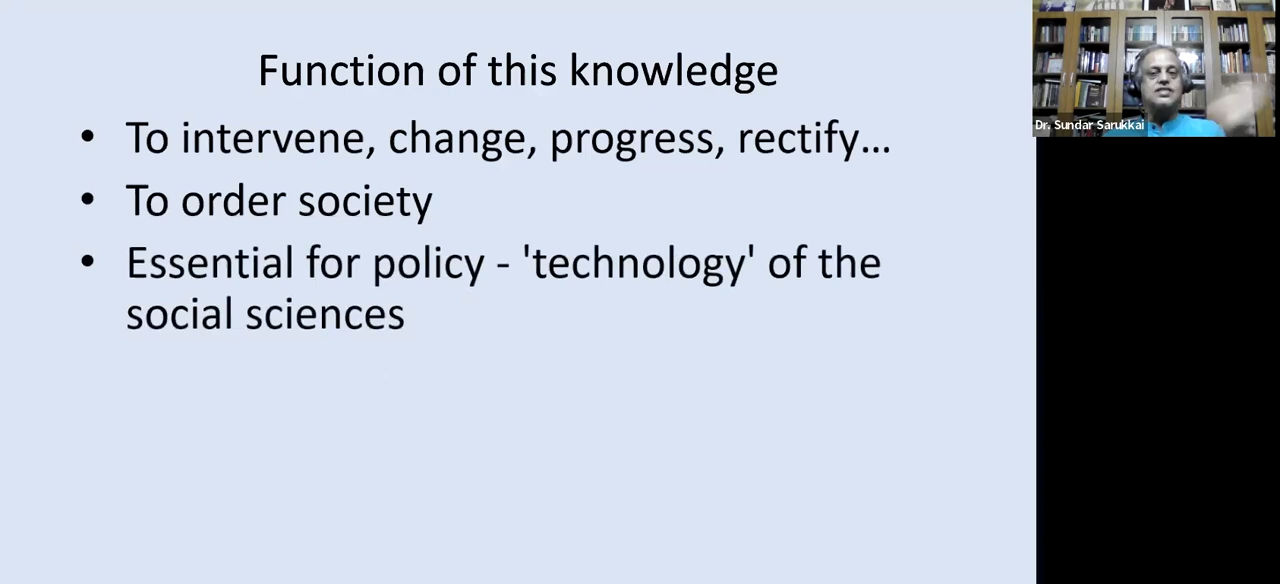 Function of this knowledge
• To intervene, change, progress, rectify...
• To order society
• Essential for policy - 'technology' of the
social sciences
Dr. Sundar Sarukkai